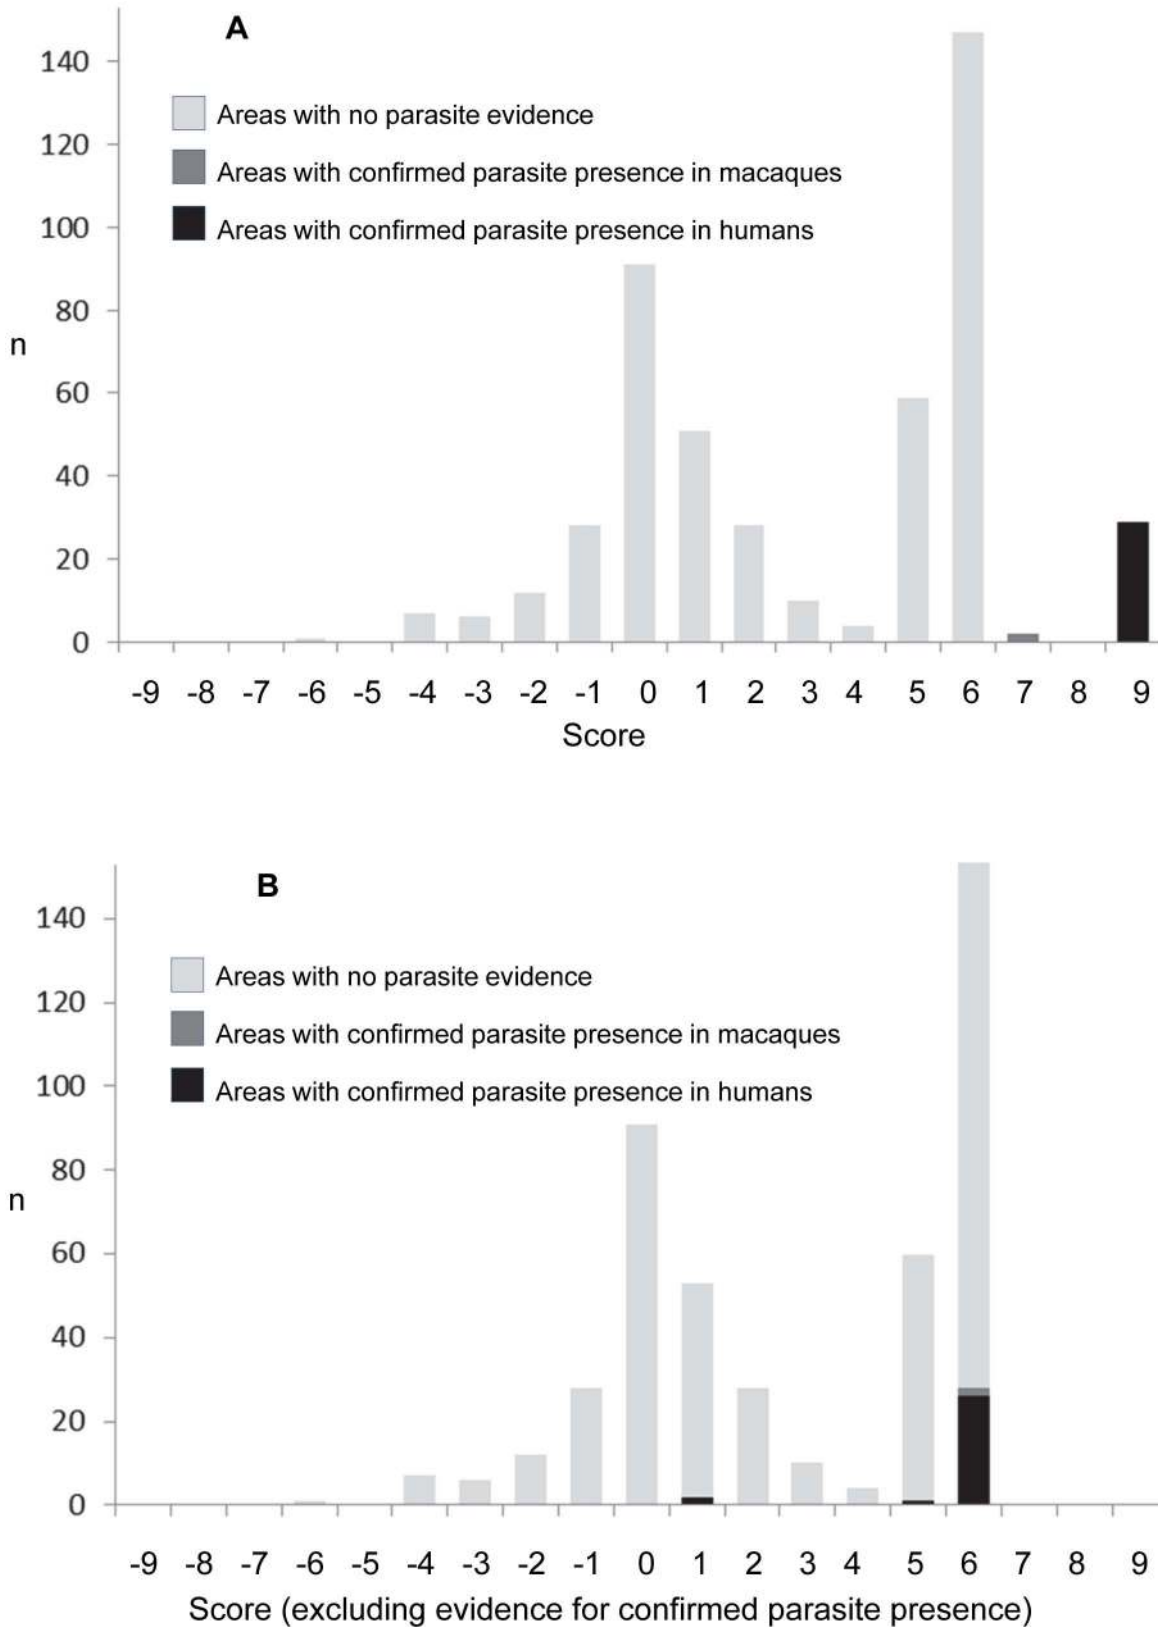 A
140
120
100
80
60
40
20
0
n
Areas with no parasite evidence
Areas with confirmed parasite presence in macaques
Areas with confirmed parasite presence in humans
-9 -8 -7 -6 -5 -4 -3 -2 -1 0 1 2 3 4 5 6 7 8 9
Score
B
140
120
100
80
60
40
20
0
n
Areas with no parasite evidence
Areas with confirmed parasite presence in macaques
Areas with confirmed parasite presence in humans
-9 -8 -7 -6 -5 -4 -3 -2 -1 0 1 2 3 4 5 6 7 8 9
Score (excluding evidence for confirmed parasite presence)